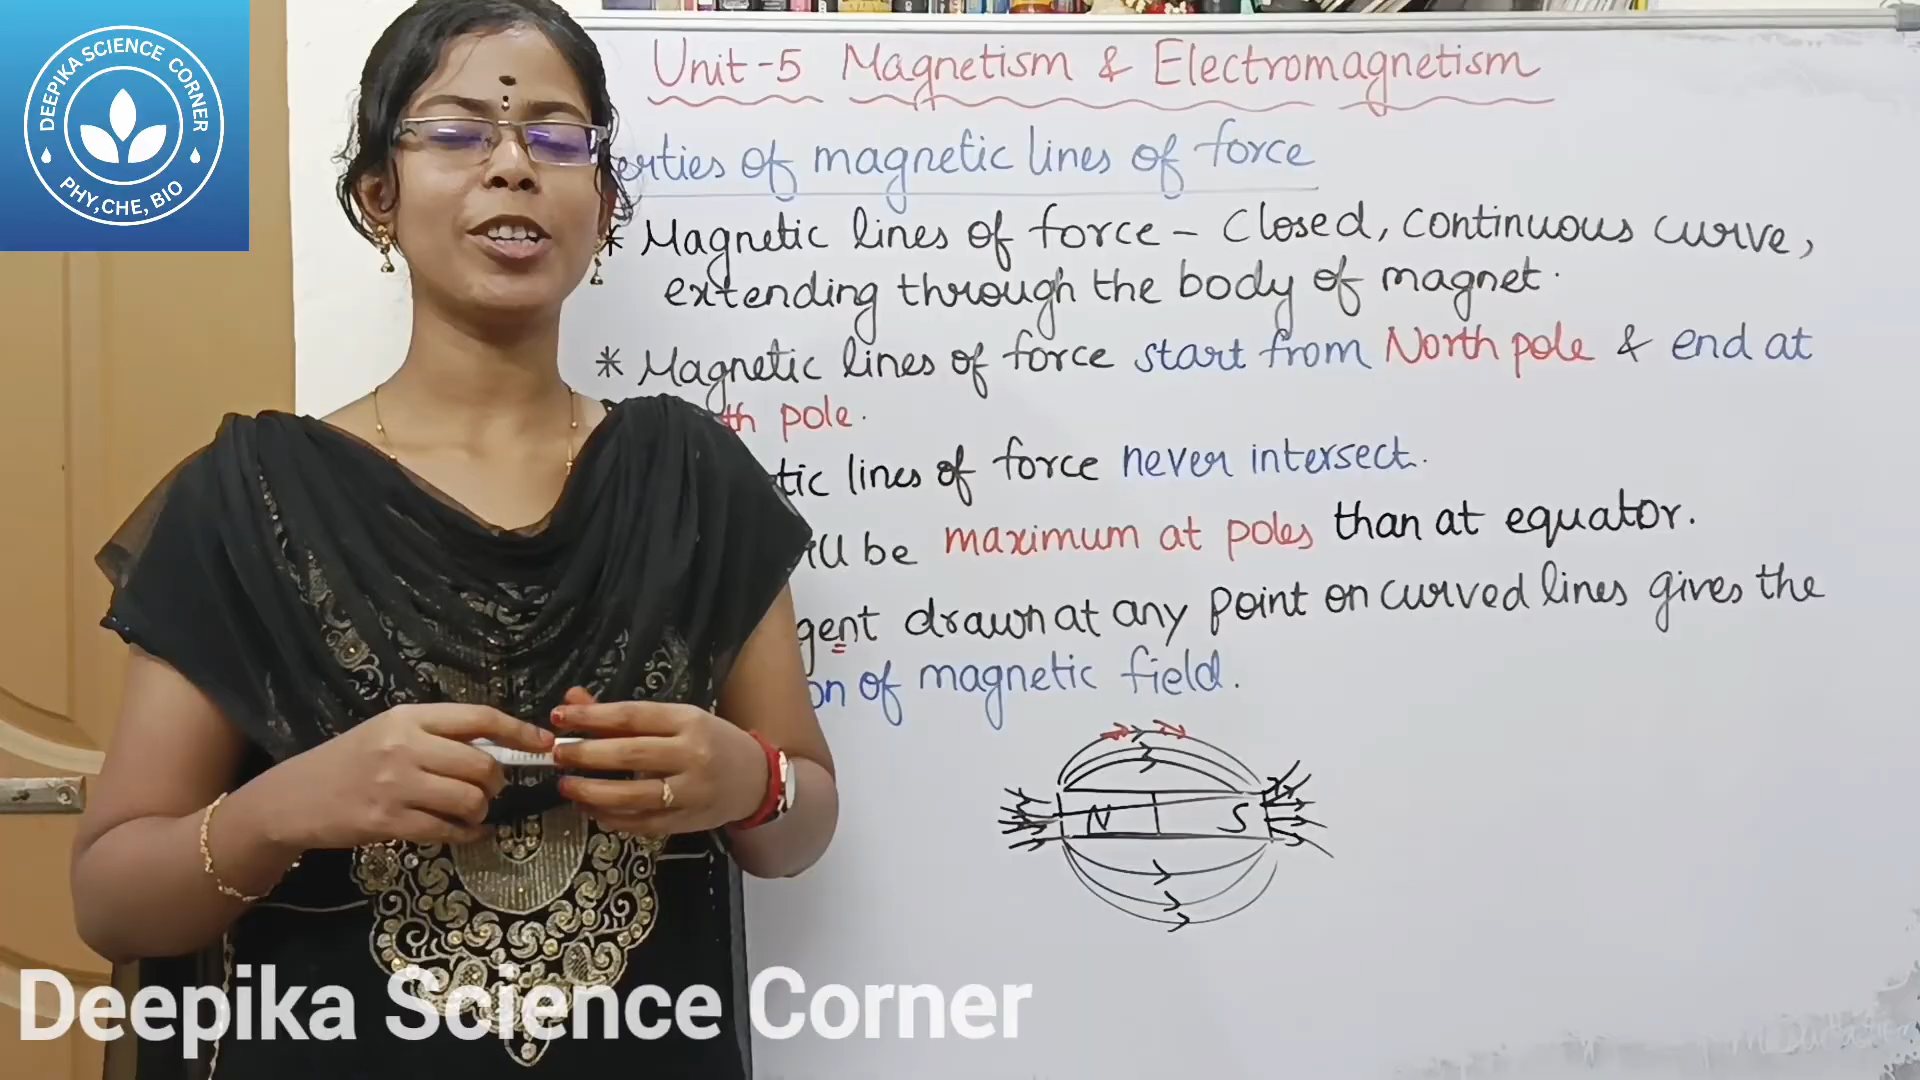 DEEPIKA SCIENCE CORNER
PHY,CHE, BIO
Unit-5 Magnetism & Electromagnetism
erties of magnetic lines of force
* Magnetic lines of force - Closed, continuous curve,
extending through the body of magnet.
* Magnetic lines of force start from North pole & end at
th pole.
tic lines of force never intersect.
ill be maximum at poles than at equator.
gent drawn at any point on curved lines gives the
on of magnetic field.
N S
Deepika Science Corner